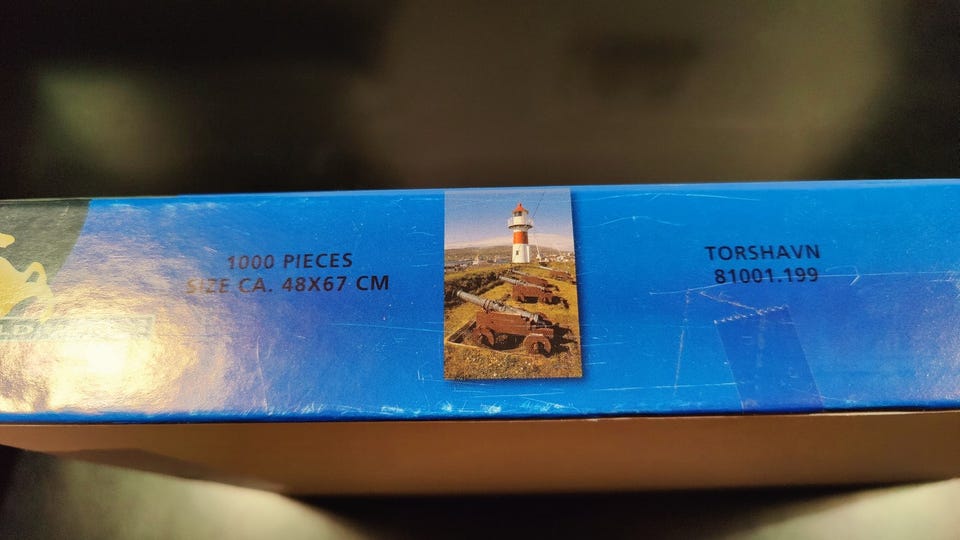 1000 PIECES
SIZE CA. 48X67 CM
TORSHAVN
81001.199